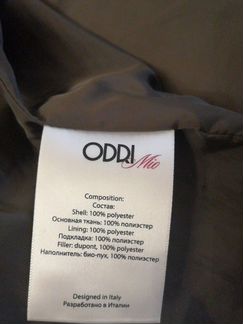 ODRI
Mio
Composition:
Состав:
Shell: 100% polyester
Основная ткань: 100% полиэстер
Lining: 100% polyester
Подкладка: 100% полиэстер
Filler: dupont, 100% polyester
Наполнитель: био-пух, 100% полиэстер
Designed in Italy
Разработано в Италии